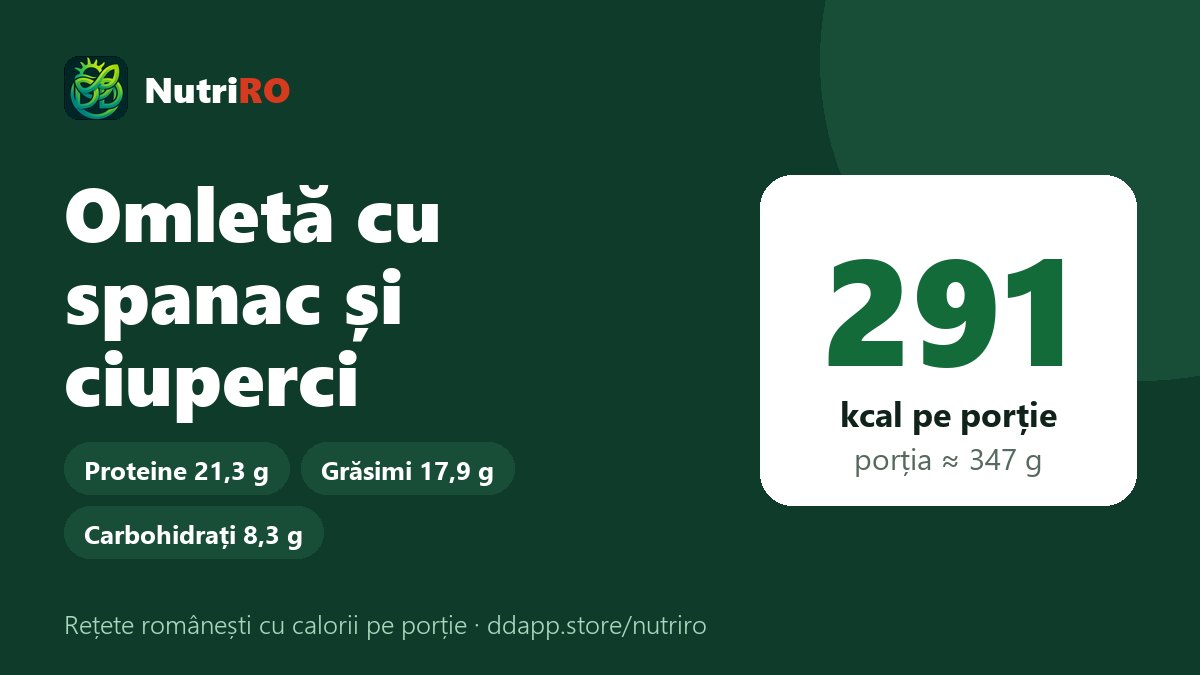 NutriRO
Omletă cu
spanac și
ciuperci
Proteine 21,3 g
Grăsimi 17,9 g
Carbohidrați 8,3 g
291
kcal pe porție
porția ≈ 347 g
Rețete românești cu calorii pe porție · ddapp.store/nutriro